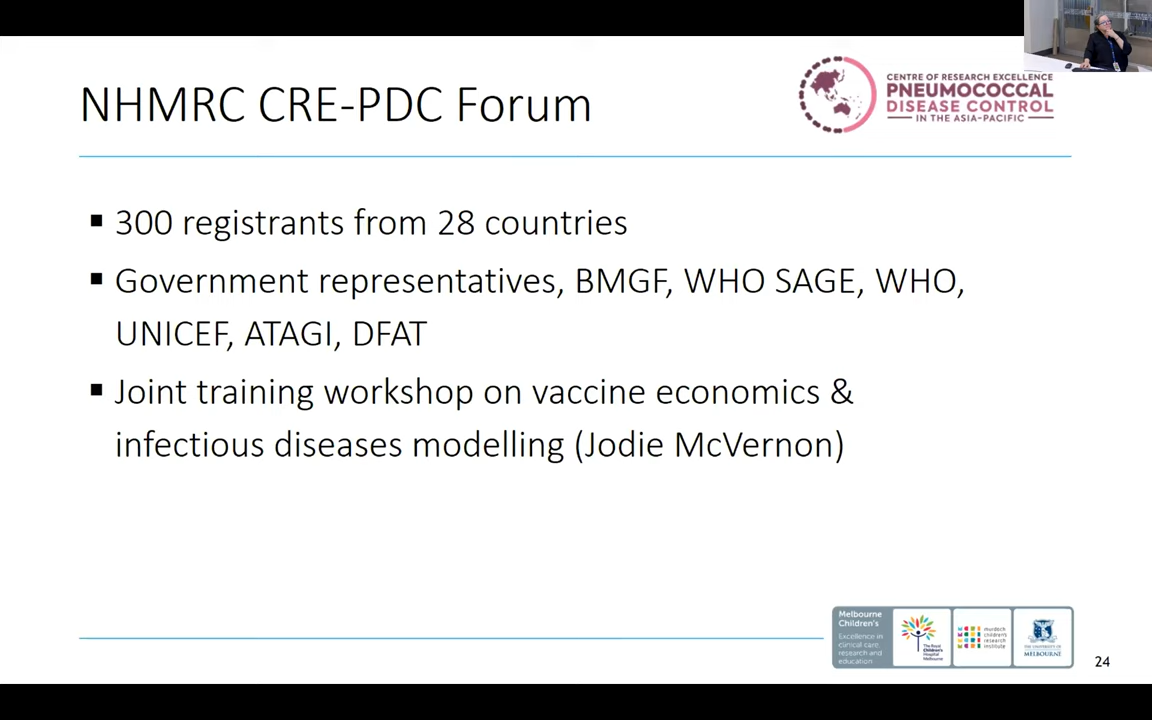 NHMRC CRE-PDC Forum
CENTRE OF RESEARCH EXCELLENCE
PNEUMOCOCCAL
DISEASE CONTROL
IN THE ASIA-PACIFIC
▪ 300 registrants from 28 countries
▪ Government representatives, BMGF, WHO SAGE, WHO,
UNICEF, ATAGI, DFAT
▪ Joint training workshop on vaccine economics &
infectious diseases modelling (Jodie McVernon)
Melbourne
Children's
Excellence in
clinical care,
research and
education
The Royal
Children's
Hospital
Melbourne
murdoch
children's
research
institute
THE UNIVERSITY OF
MELBOURNE
24